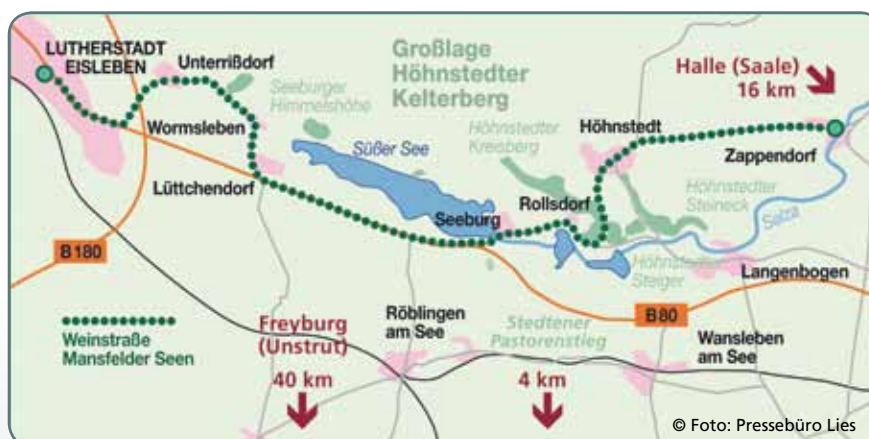 LUTHERSTADT
EISLEBEN
Unterrißdorf
Seeburger
Himmelshöhe
Großlage
Höhnstedter
Kelterberg
Halle (Saale)
16 km
Wormsleben
Süßer See
Höhnstedter
Kreisberg
Höhnstedt
Zappendorf
Lüttchendorf
Seeburg
Rollsdorf
Höhnstedter
Steineck
Salza
B 180
Höhnstedter
Steiger
Langenbogen
Weinstraße
Mansfelder Seen
Freyburg
(Unstrut)
40 km
Röblingen
am See
Stedtener
Pastorenstieg
4 km
B 80
Wansleben
am See
© Foto: Pressebüro Lies